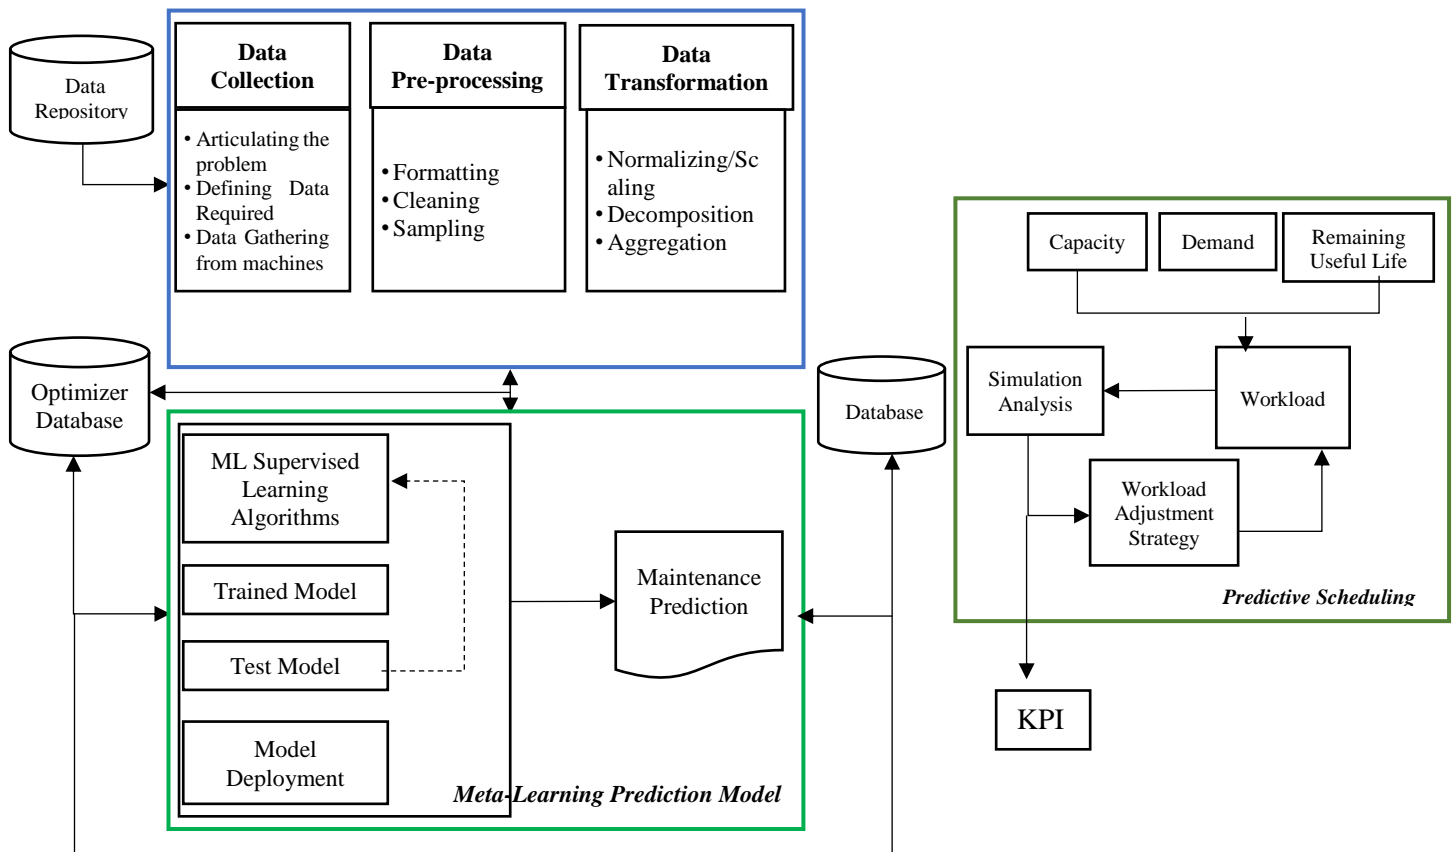 Data
Repository
Data
Collection
• Articulating the
problem
• Defining Data
Required
• Data Gathering
from machines
Data
Pre-processing
• Formatting
• Cleaning
• Sampling
Data
Transformation
• Normalizing/Sc
aling
• Decomposition
• Aggregation
Optimizer
Database
ML Supervised
Learning
Algorithms
Trained Model
Test Model
Model
Deployment
Maintenance
Prediction
Meta-Learning Prediction Model
Database
Capacity
Demand
Remaining
Useful Life
Simulation
Analysis
Workload
Workload
Adjustment
Strategy
Predictive Scheduling
KPI